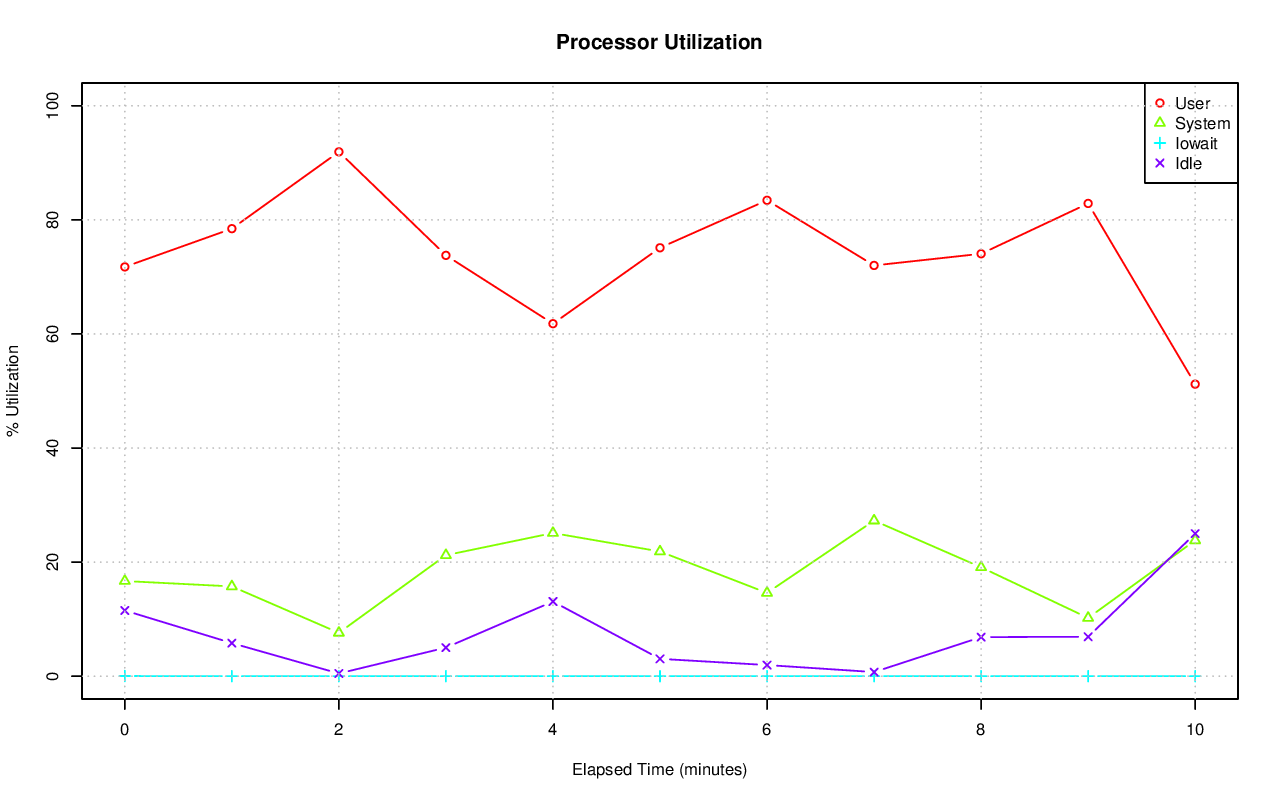 Processor Utilization
User
System
Iowait
Idle
% Utilization
100
80
60
40
20
0
0 2 4 6 8 10
Elapsed Time (minutes)